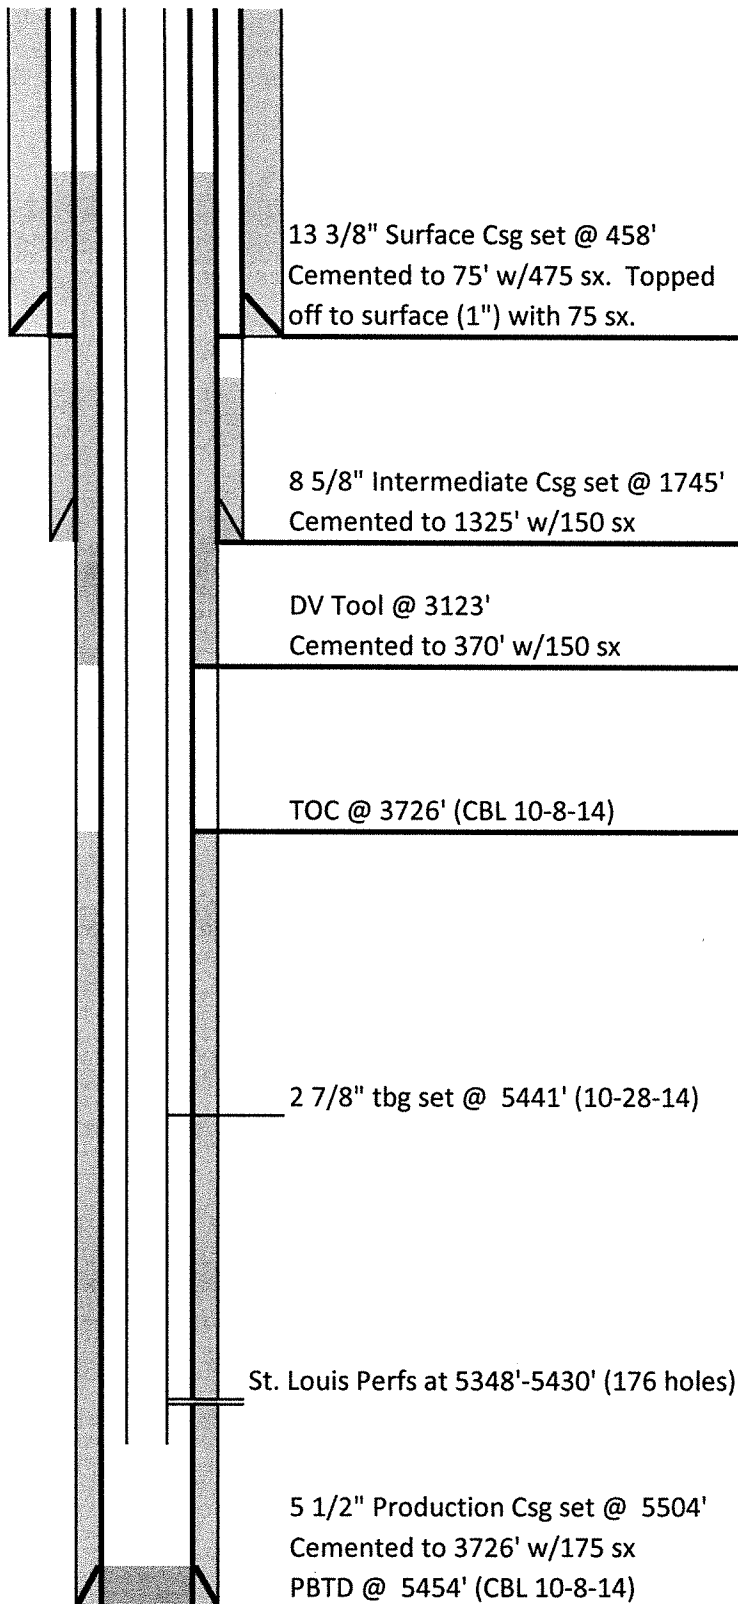 13 3/8" Surface Csg set @ 458'
Cemented to 75' w/475 sx.  Topped
off to surface (1") with 75 sx.
8 5/8" Intermediate Csg set @ 1745'
Cemented to 1325' w/150 sx
DV Tool @ 3123'
Cemented to 370' w/150 sx
TOC @ 3726' (CBL 10-8-14)
2 7/8" tbg set @  5441' (10-28-14)
St. Louis Perfs at 5348'-5430' (176 holes)
5 1/2" Production Csg set @  5504'
Cemented to 3726' w/175 sx
PBTD @  5454' (CBL 10-8-14)